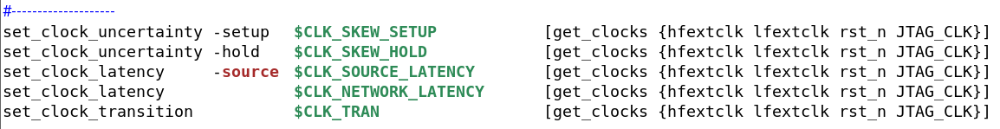 #--------------------
set_clock_uncertainty -setup $CLK_SKEW_SETUP [get_clocks {hfextclk lfextclk rst_n JTAG_CLK}]
set_clock_uncertainty -hold $CLK_SKEW_HOLD [get_clocks {hfextclk lfextclk rst_n JTAG_CLK}]
set_clock_latency -source $CLK_SOURCE_LATENCY [get_clocks {hfextclk lfextclk rst_n JTAG_CLK}]
set_clock_latency $CLK_NETWORK_LATENCY [get_clocks {hfextclk lfextclk rst_n JTAG_CLK}]
set_clock_transition $CLK_TRAN [get_clocks {hfextclk lfextclk rst_n JTAG_CLK}]